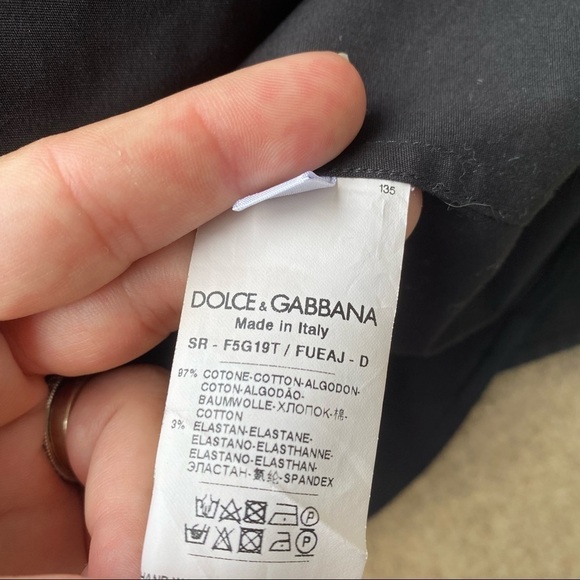 135
DOLCE & GABBANA
Made in Italy
SR - F5G19T / FUEAJ - D
97% COTONE-COTTON-ALGODON-
COTON-ALGODÃO-
BAUMWOLLE-ХЛОПОК-棉-
COTTON
3% ELASTAN-ELASTANE-
ELASTANO-ELASTHANNE-
ELASTANO-ELASTHAN-
ЭЛАСТАН-氨纶-SPANDEX
P
P
HAND